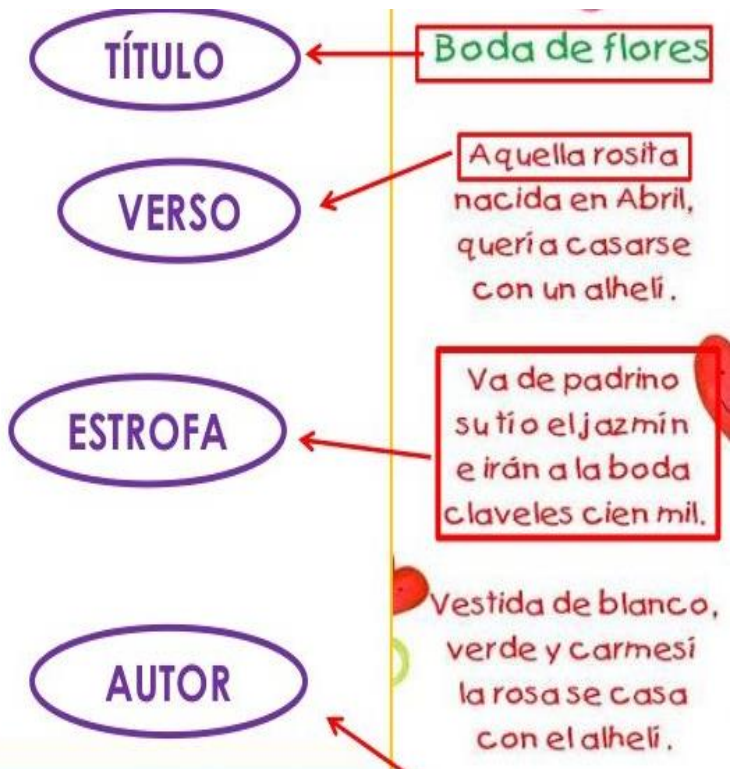 TÍTULO
Boda de flores
VERSO
Aquella rosita
nacida en Abril,
quería casarse
con un alhelí.
ESTROFA
Va de padrino
su tío el jazmín
e irán a la boda
claveles cien mil.
AUTOR
Vestida de blanco,
verde y carmesí
la rosa se casa
con el alhelí.